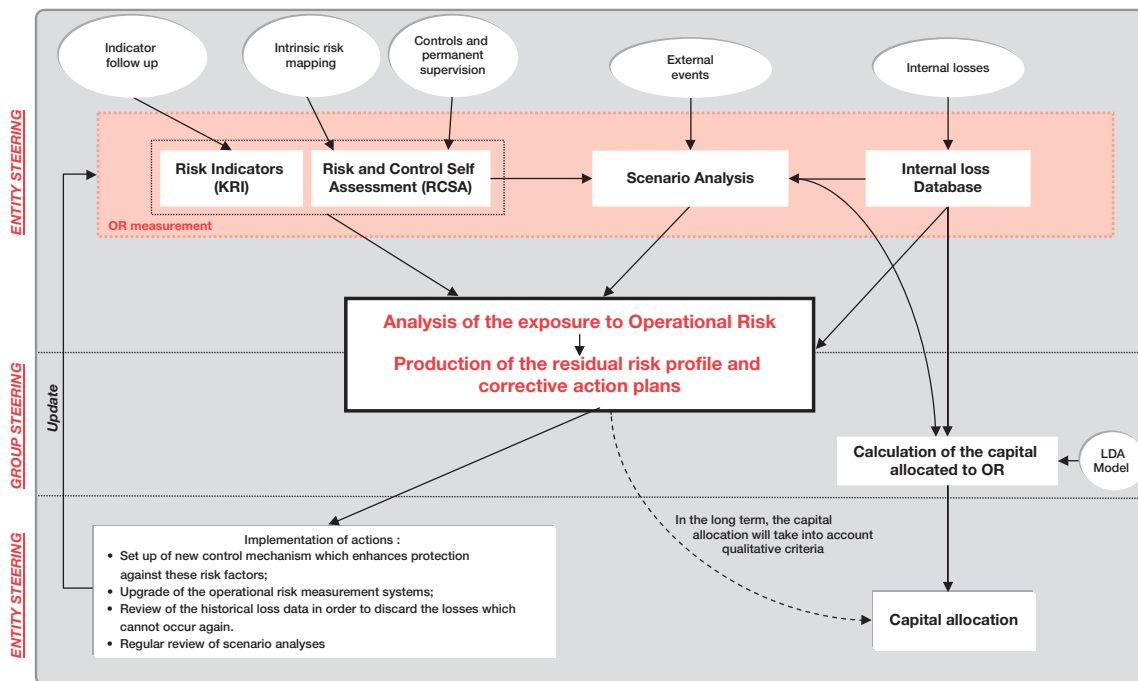 Indicator
follow up
Intrinsic risk
mapping
Controls and
permanent
supervision
External
events
Internal losses
ENTITY STEERING
Risk Indicators
(KRI)
Risk and Control Self
Assessment (RCSA)
Scenario Analysis
Internal loss
Database
OR measurement
Analysis of the exposure to Operational Risk
Production of the residual risk profile and
corrective action plans
Update
GROUP STEERING
Calculation of the capital
allocated to OR
LDA
Model
ENTITY STEERING
Implementation of actions :
• Set up of new control mechanism which enhances protection
against these risk factors;
• Upgrade of the operational risk measurement systems;
• Review of the historical loss data in order to discard the losses which
cannot occur again.
• Regular review of scenario analyses
In the long term, the capital
allocation will take into account
qualitative criteria
Capital allocation